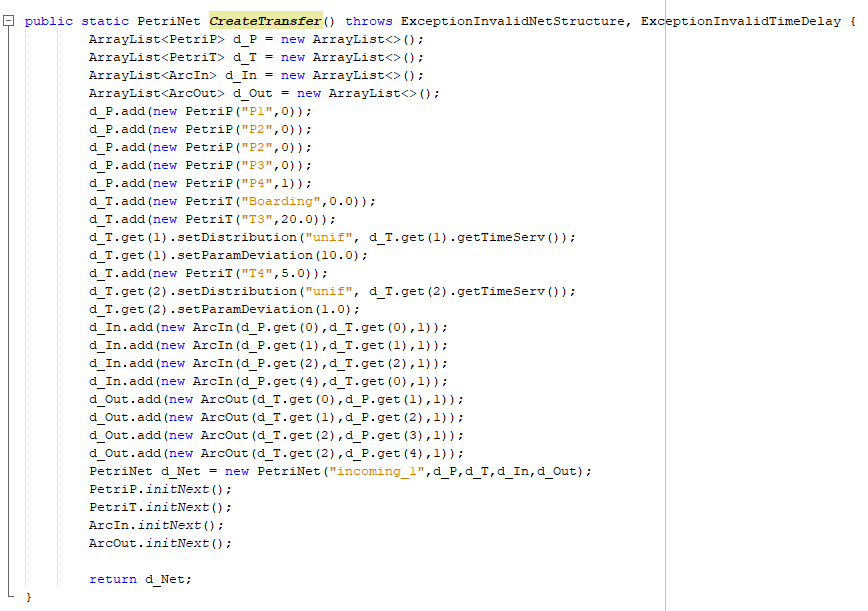 public static PetriNet CreateTransfer() throws ExceptionInvalidNetStructure, ExceptionInvalidTimeDelay {
        ArrayList<PetriP> d_P = new ArrayList<>();
        ArrayList<PetriT> d_T = new ArrayList<>();
        ArrayList<ArcIn> d_In = new ArrayList<>();
        ArrayList<ArcOut> d_Out = new ArrayList<>();
        d_P.add(new PetriP("P1",0));
        d_P.add(new PetriP("P2",0));
        d_P.add(new PetriP("P2",0));
        d_P.add(new PetriP("P3",0));
        d_P.add(new PetriP("P4",1));
        d_T.add(new PetriT("Boarding",0.0));
        d_T.add(new PetriT("T3",20.0));
        d_T.get(1).setDistribution("unif", d_T.get(1).getTimeServ());
        d_T.get(1).setParamDeviation(10.0);
        d_T.add(new PetriT("T4",5.0));
        d_T.get(2).setDistribution("unif", d_T.get(2).getTimeServ());
        d_T.get(2).setParamDeviation(1.0);
        d_In.add(new ArcIn(d_P.get(0),d_T.get(0),1));
        d_In.add(new ArcIn(d_P.get(1),d_T.get(1),1));
        d_In.add(new ArcIn(d_P.get(2),d_T.get(2),1));
        d_In.add(new ArcIn(d_P.get(4),d_T.get(0),1));
        d_Out.add(new ArcOut(d_T.get(0),d_P.get(1),1));
        d_Out.add(new ArcOut(d_T.get(1),d_P.get(2),1));
        d_Out.add(new ArcOut(d_T.get(2),d_P.get(3),1));
        d_Out.add(new ArcOut(d_T.get(2),d_P.get(4),1));
        PetriNet d_Net = new PetriNet("incoming_1",d_P,d_T,d_In,d_Out);
        PetriP.initNext();
        PetriT.initNext();
        ArcIn.initNext();
        ArcOut.initNext();

        return d_Net;
}